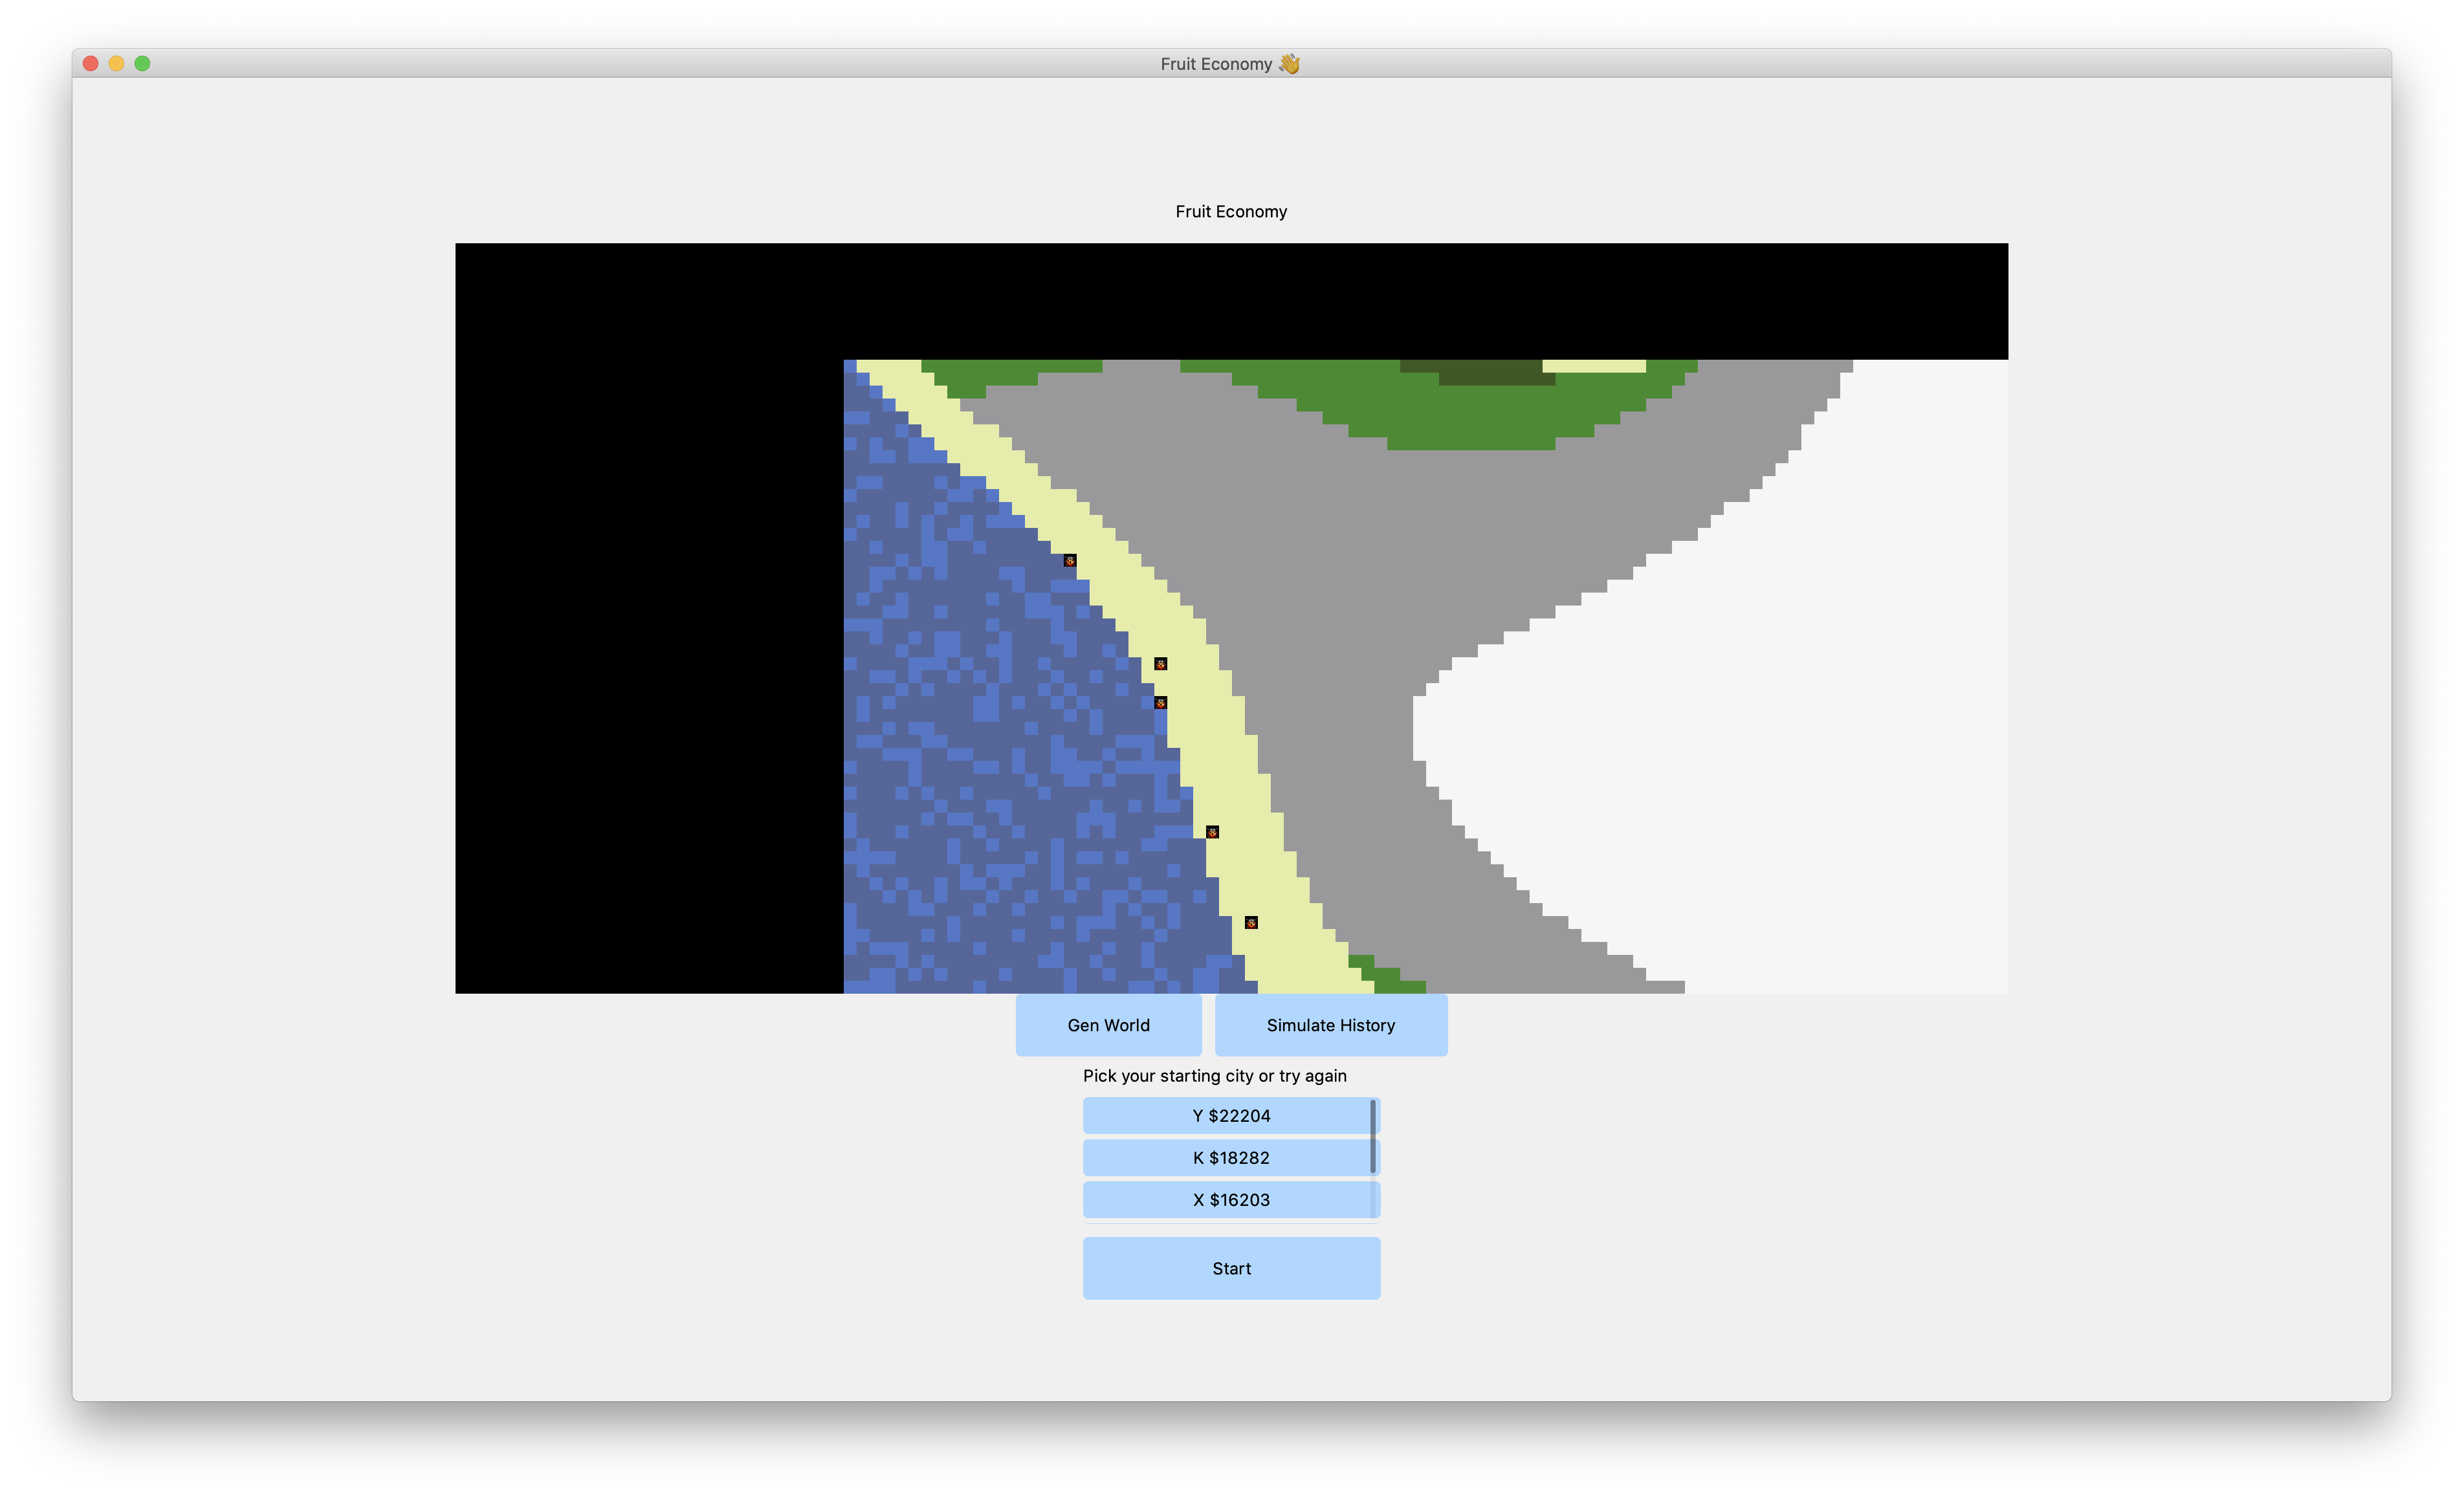 Fruit Economy 👋
Fruit Economy
Gen World
Simulate History
Pick your starting city or try again
Y $22204
K $18282
X $16203
Start